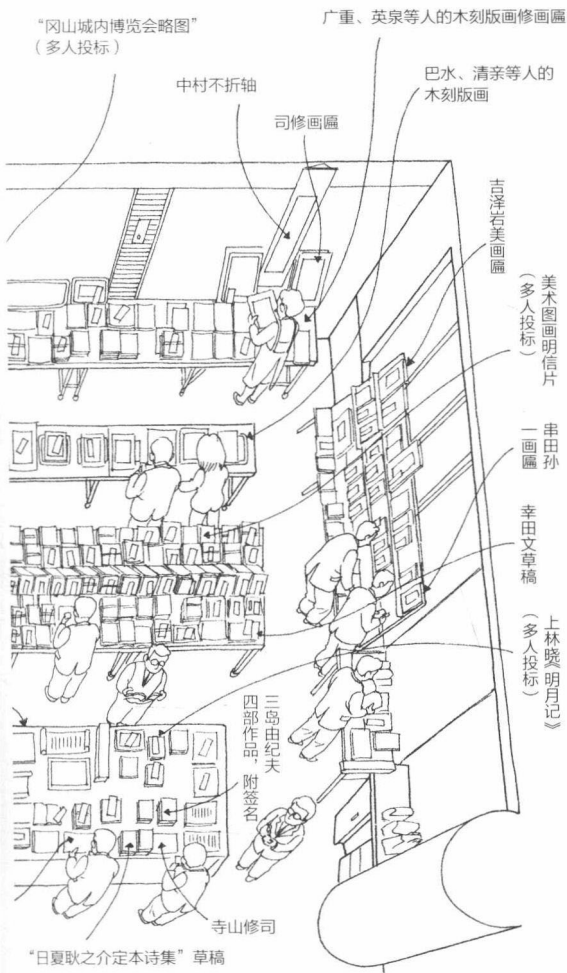 “冈山城内博览会略图”
（多人投标）
广重、英泉等人的木刻版画修画匾
中村不折轴
巴水、清亲等人的
木刻版画
司修画匾
吉泽岩美画匾
美术图画明信片
（多人投标）
串田孙
一画匾
幸田文草稿
上林晓《明月记》
（多人投标）
三岛由纪夫
四部作品，附签名
寺山修司
“日夏耿之介定本诗集”草稿